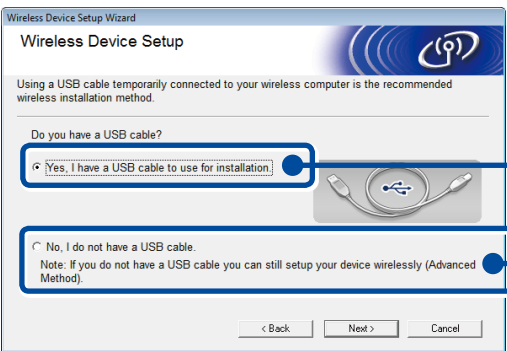 Wireless Device Setup Wizard
Wireless Device Setup
Using a USB cable temporarily connected to your wireless computer is the recommended
wireless installation method.
Do you have a USB cable?
Yes, I have a USB cable to use for installation.
No, I do not have a USB cable.
Note: If you do not have a USB cable you can still setup your device wirelessly (Advanced
Method).
< Back Next > Cancel